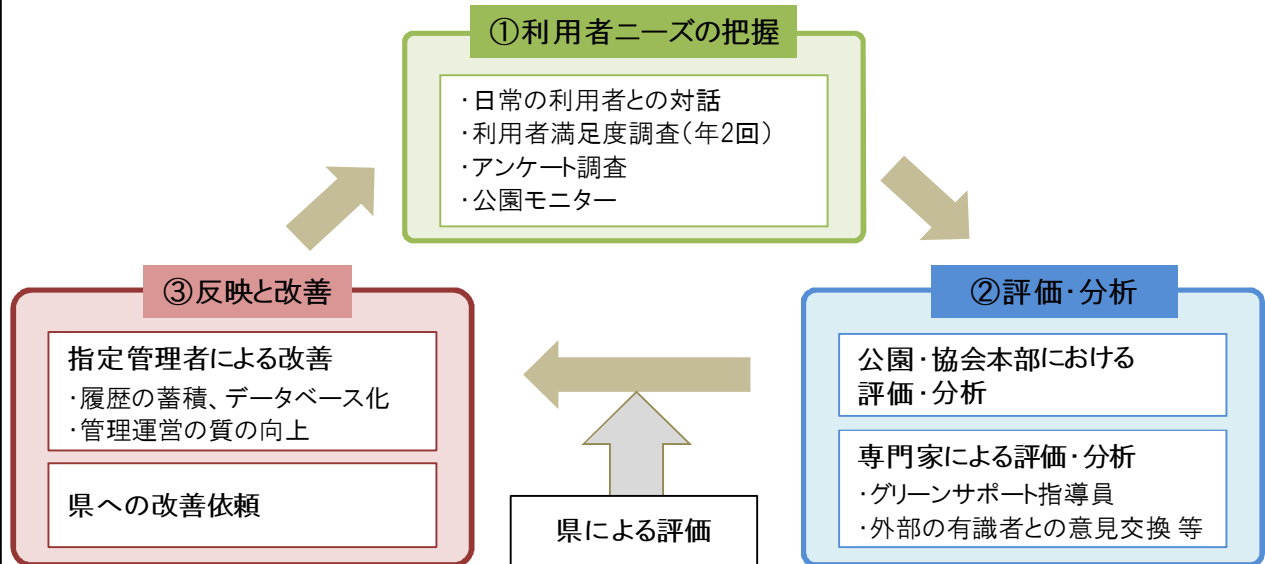 ①利用者ニーズの把握
・日常の利用者との対話
・利用者満足度調査(年2回)
・アンケート調査
・公園モニター
②評価・分析
公園・協会本部における
評価・分析
専門家による評価・分析
・グリーンサポート指導員
・外部の有識者との意見交換 等
県による評価
③反映と改善
指定管理者による改善
・履歴の蓄積、データベース化
・管理運営の質の向上
県への改善依頼